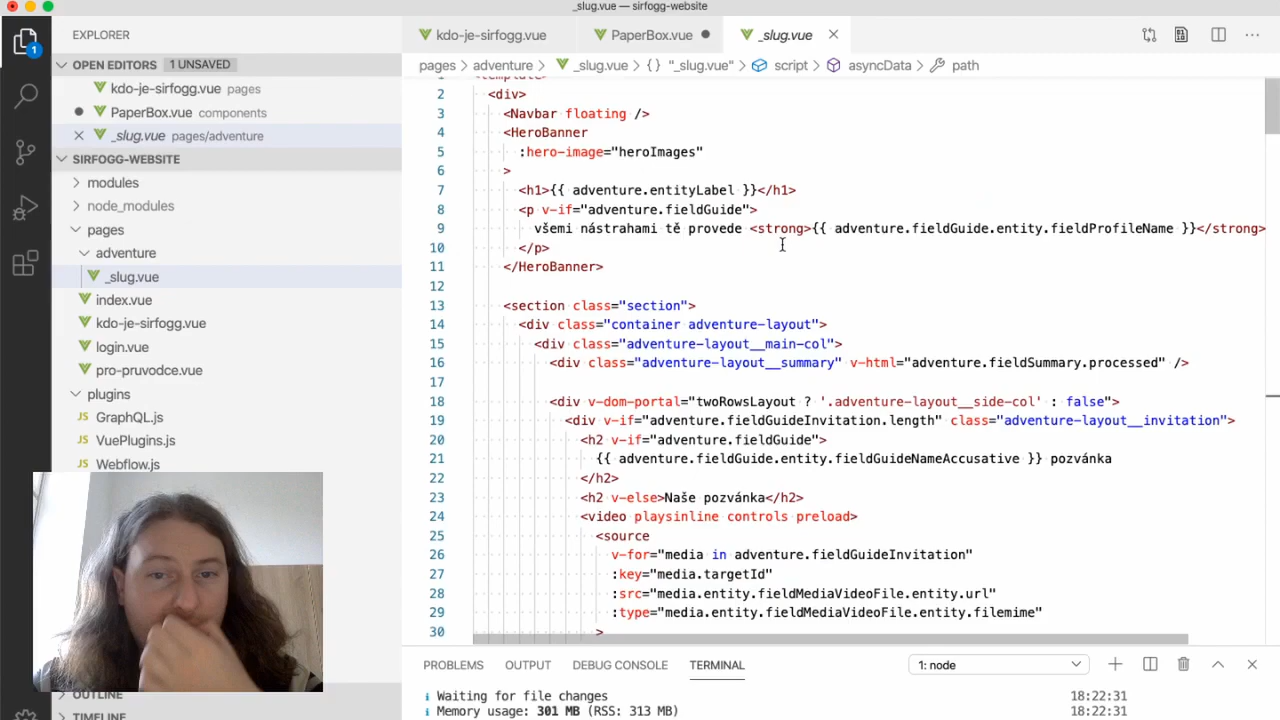 _slug.vue — sirfogg-website
EXPLORER
kdo-je-sirfogg.vue
PaperBox.vue
_slug.vue
pages > adventure > _slug.vue > {} "_slug.vue" > script > asyncData > path
OPEN EDITORS 1 UNSAVED
kdo-je-sirfogg.vue pages
PaperBox.vue components
_slug.vue pages/adventure
SIRFOGG-WEBSITE
modules
node_modules
pages
adventure
_slug.vue
index.vue
kdo-je-sirfogg.vue
login.vue
pro-pruvodce.vue
plugins
JS GraphQL.js
JS VuePlugins.js
JS Webflow.js
OUTLINE
TIMELINE
1 <template>
2 <div>
3 <Navbar floating />
4 <HeroBanner
5 :hero-image="heroImages"
6 >
7 <h1>{{ adventure.entityLabel }}</h1>
8 <p v-if="adventure.fieldGuide">
9 všemi nástrahami tě provede <strong>{{ adventure.fieldGuide.entity.fieldProfileName }}</strong>
10 </p>
11 </HeroBanner>
12
13 <section class="section">
14 <div class="container adventure-layout">
15 <div class="adventure-layout__main-col">
16 <div class="adventure-layout__summary" v-html="adventure.fieldSummary.processed" />
17
18 <div v-dom-portal="twoRowsLayout ? '.adventure-layout__side-col' : false">
19 <div v-if="adventure.fieldGuideInvitation.length" class="adventure-layout__invitation">
20 <h2 v-if="adventure.fieldGuide">
21 {{ adventure.fieldGuide.entity.fieldGuideNameAccusative }} pozvánka
22 </h2>
23 <h2 v-else>Naše pozvánka</h2>
24 <video playsinline controls preload>
25 <source
26 v-for="media in adventure.fieldGuideInvitation"
27 :key="media.targetId"
28 :src="media.entity.fieldMediaVideoFile.entity.url"
29 :type="media.entity.fieldMediaVideoFile.entity.filemime"
30 >
PROBLEMS OUTPUT DEBUG CONSOLE TERMINAL 1: node
i Waiting for file changes 18:22:31
i Memory usage: 301 MB (RSS: 313 MB) 18:22:31